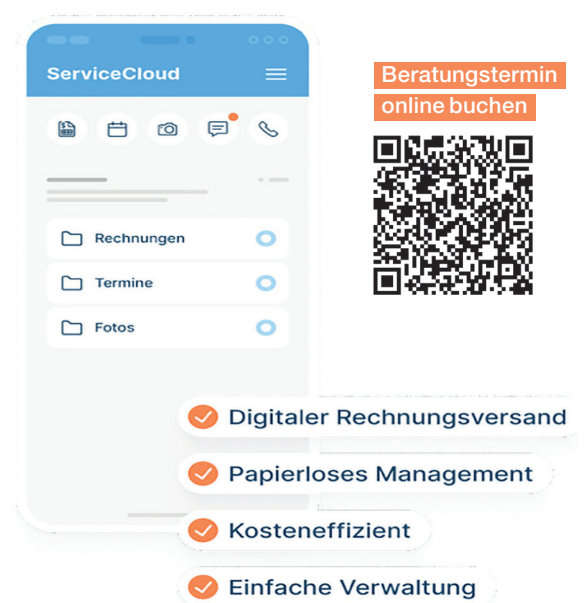 ServiceCloud
Beratungstermin
online buchen
Rechnungen
Termine
Fotos
Digitaler Rechnungsversand
Papierloses Management
Kosteneffizient
Einfache Verwaltung